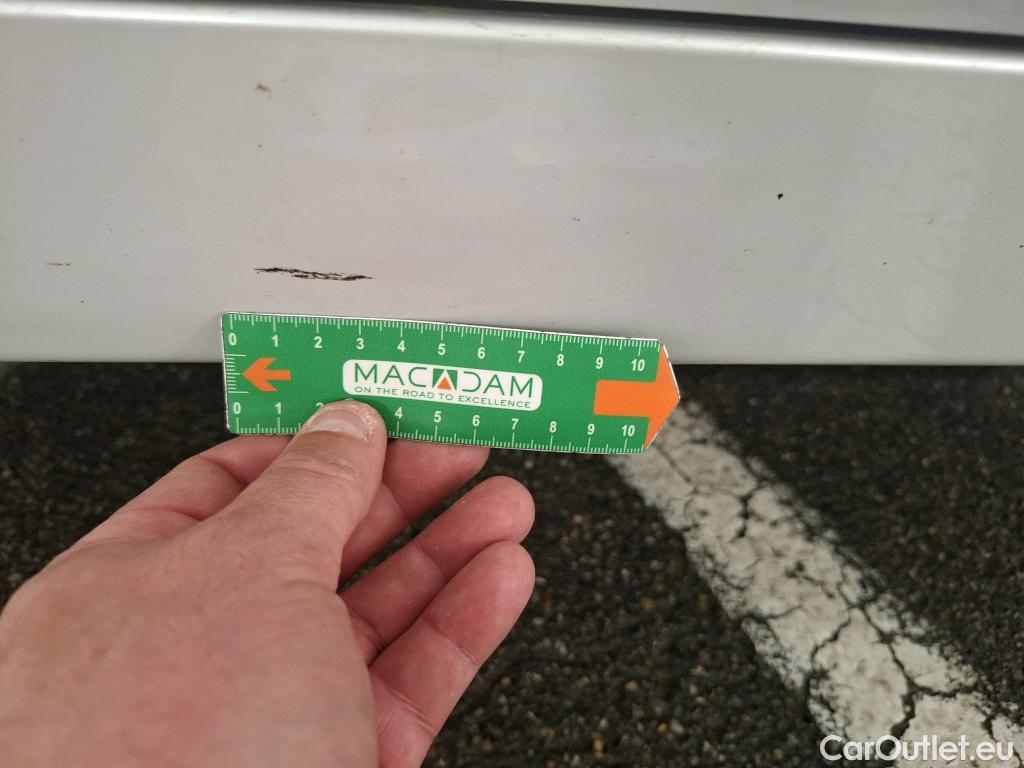 0 1 2 3 4 5 6 7 8 9 10
MACADAM
ON THE ROAD TO EXCELLENCE
0 1 2 4 5 6 7 8 9 10
CarOutlet.eu